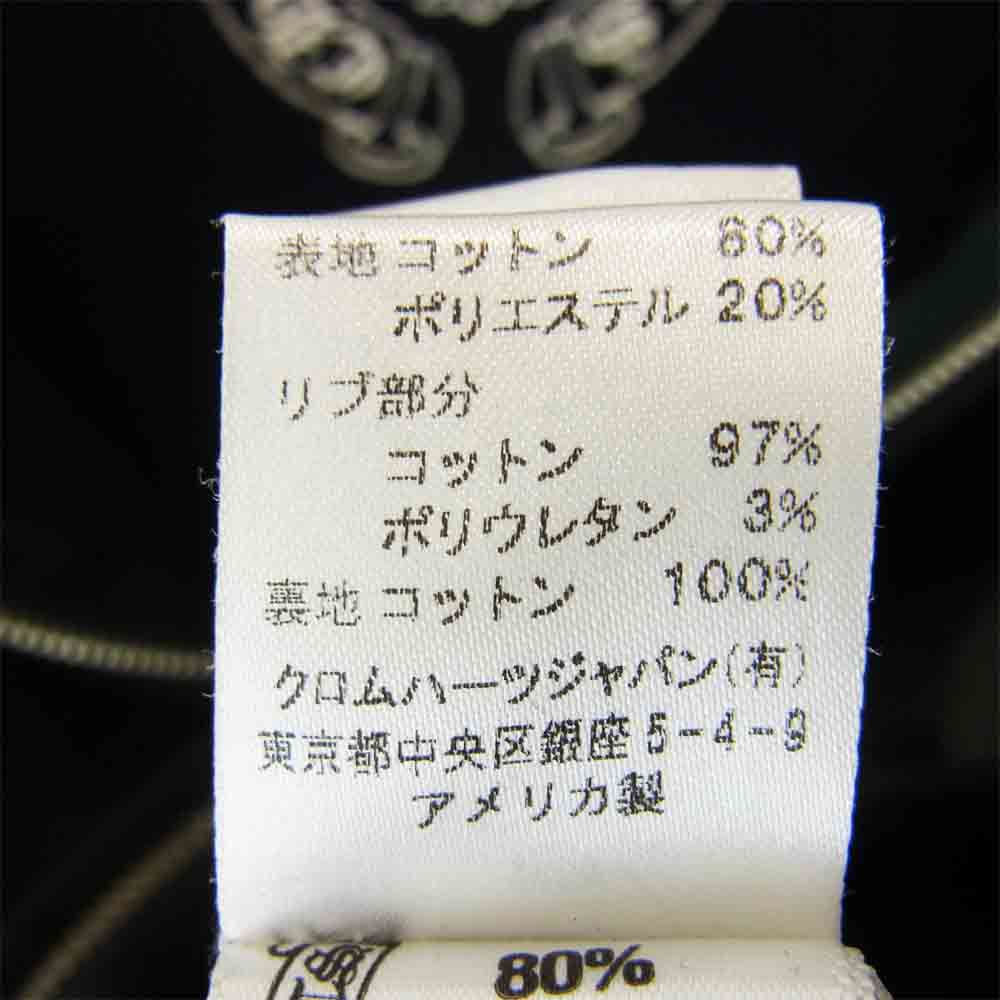 表地 コットン 80%
ポリエステル 20%
リブ部分
コットン 97%
ポリウレタン 3%
裏地 コットン 100%
クロムハーツジャパン(有)
東京都中央区銀座 5-4-9
アメリカ製
80%